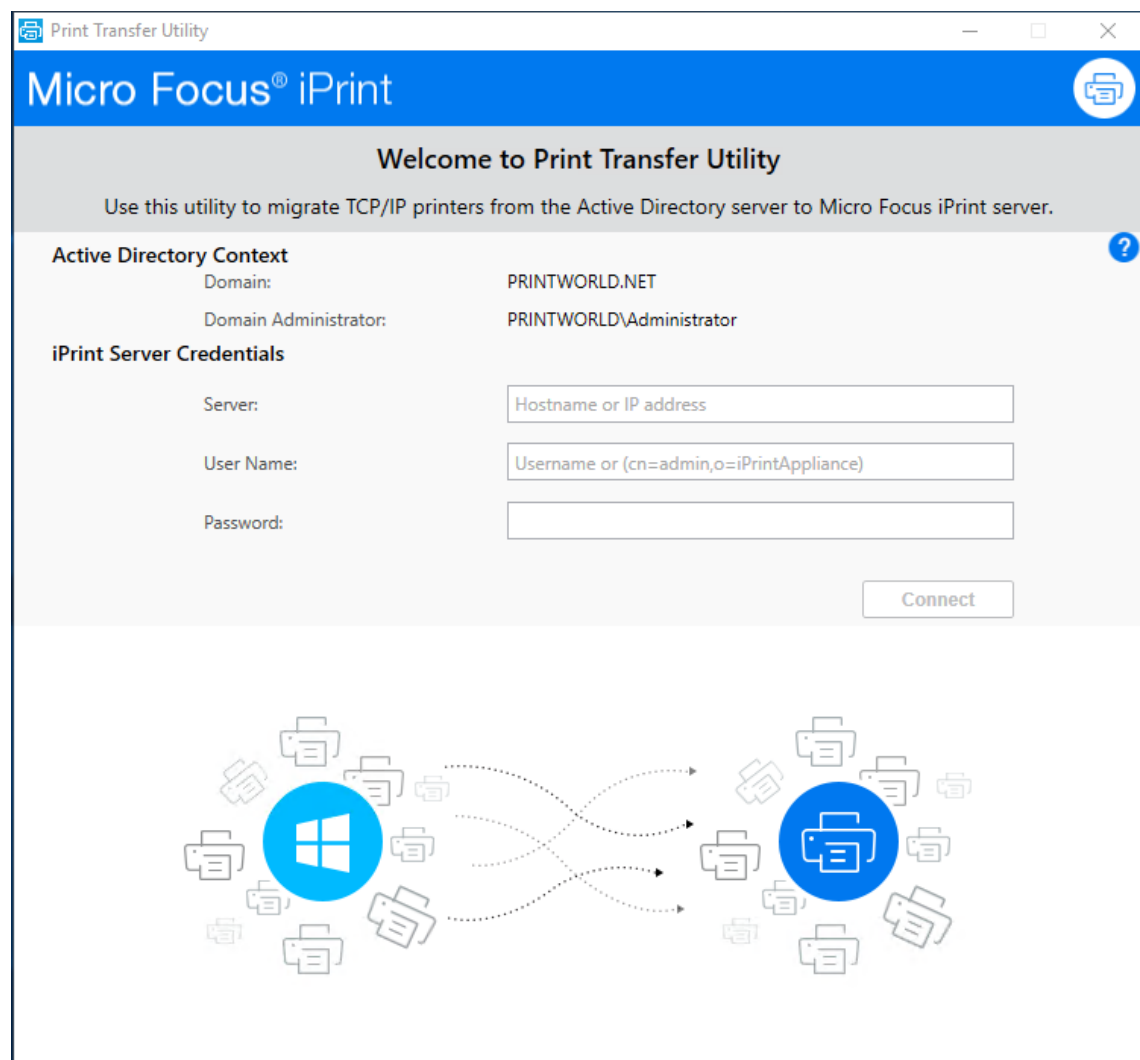 Print Transfer Utility
Micro Focus® iPrint
Welcome to Print Transfer Utility
Use this utility to migrate TCP/IP printers from the Active Directory server to Micro Focus iPrint server.
?
Active Directory Context
Domain: PRINTWORLD.NET
Domain Administrator: PRINTWORLD\Administrator
iPrint Server Credentials
Server: Hostname or IP address
User Name: Username or (cn=admin,o=iPrintAppliance)
Password:
Connect